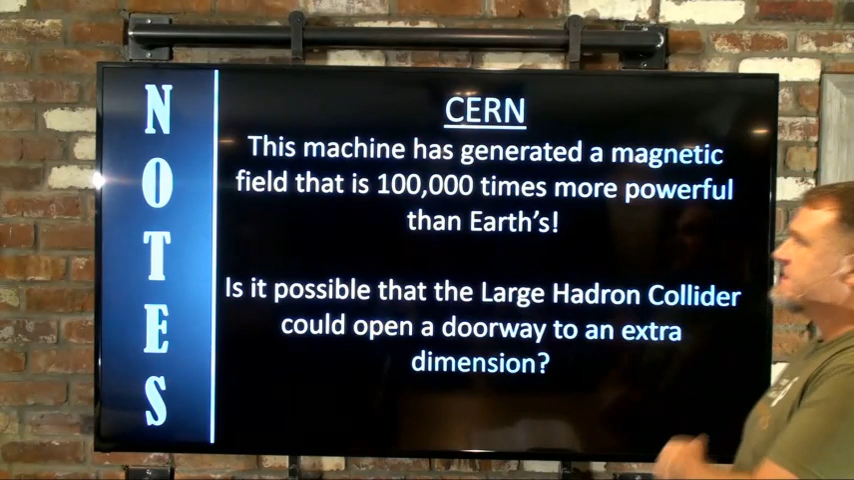 NOTES
CERN
This machine has generated a magnetic
field that is 100,000 times more powerful
than Earth's!
Is it possible that the Large Hadron Collider
could open a doorway to an extra
dimension?